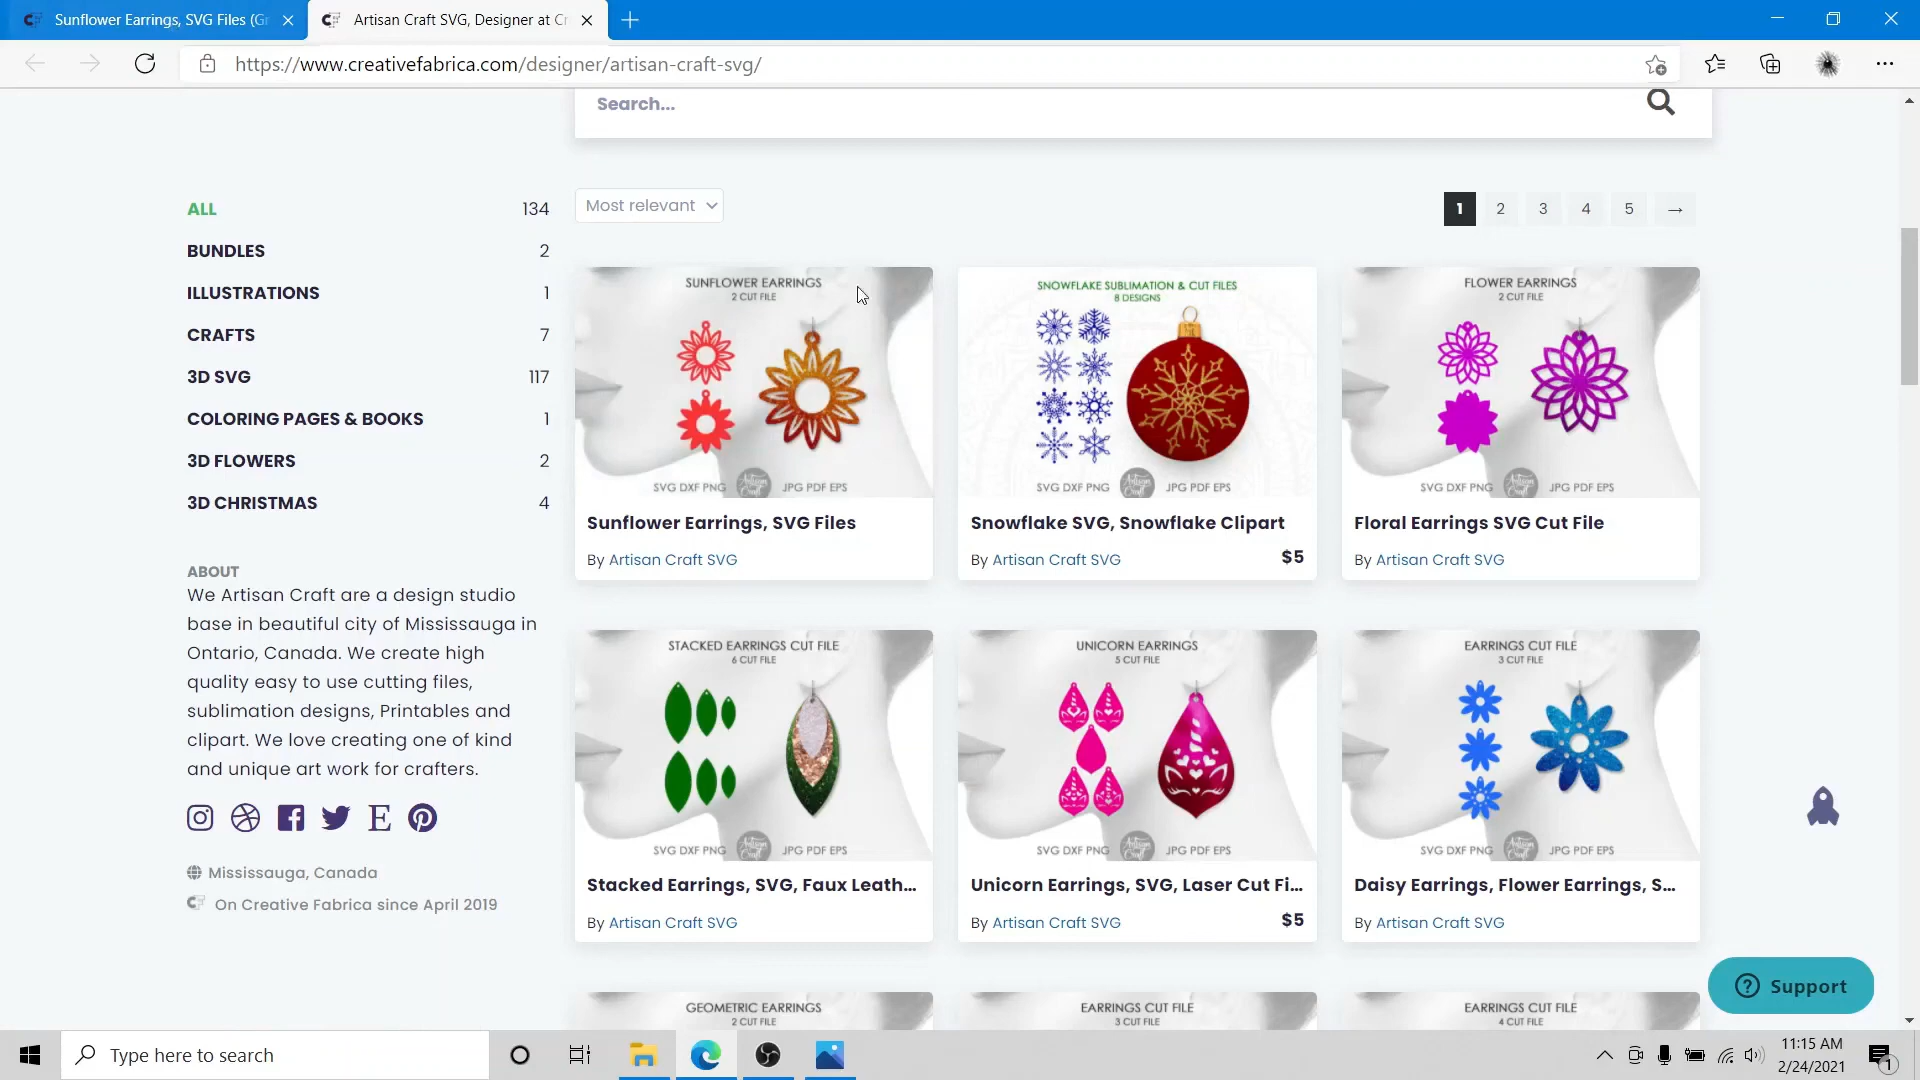 Sunflower Earrings, SVG Files (Gr
Artisan Craft SVG, Designer at Cr
https://www.creativefabrica.com/designer/artisan-craft-svg/
Search...
ALL 134
BUNDLES 2
ILLUSTRATIONS 1
CRAFTS 7
3D SVG 117
COLORING PAGES & BOOKS 1
3D FLOWERS 2
3D CHRISTMAS 4
ABOUT
We Artisan Craft are a design studio
base in beautiful city of Mississauga in
Ontario, Canada. We create high
quality easy to use cutting files,
sublimation designs, Printables and
clipart. We love creating one of kind
and unique art work for crafters.
Mississauga, Canada
On Creative Fabrica since April 2019
Most relevant
1 2 3 4 5 →
SUNFLOWER EARRINGS
2 CUT FILE
SVG DXF PNG Artisan Craft JPG PDF EPS
Sunflower Earrings, SVG Files
By Artisan Craft SVG
SNOWFLAKE SUBLIMATION & CUT FILES
8 DESIGNS
SVG DXF PNG Artisan Craft JPG PDF EPS
Snowflake SVG, Snowflake Clipart
By Artisan Craft SVG $5
FLOWER EARRINGS
2 CUT FILE
SVG DXF PNG Artisan Craft JPG PDF EPS
Floral Earrings SVG Cut File
By Artisan Craft SVG
STACKED EARRINGS CUT FILE
6 CUT FILE
SVG DXF PNG Artisan Craft JPG PDF EPS
Stacked Earrings, SVG, Faux Leath...
By Artisan Craft SVG
UNICORN EARRINGS
5 CUT FILE
SVG DXF PNG Artisan Craft JPG PDF EPS
Unicorn Earrings, SVG, Laser Cut Fi...
By Artisan Craft SVG $5
EARRINGS CUT FILE
3 CUT FILE
SVG DXF PNG Artisan Craft JPG PDF EPS
Daisy Earrings, Flower Earrings, S...
By Artisan Craft SVG
GEOMETRIC EARRINGS
2 CUT FILE
EARRINGS CUT FILE
3 CUT FILE
EARRINGS CUT FILE
4 CUT FILE
Support
Type here to search
11:15 AM
2/24/2021
1